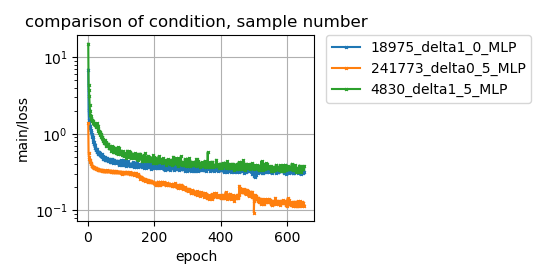 comparison of condition, sample number
18975_delta1_0_MLP
241773_delta0_5_MLP
4830_delta1_5_MLP
main/loss
10¹
10⁰
10⁻¹
0 200 400 600
epoch